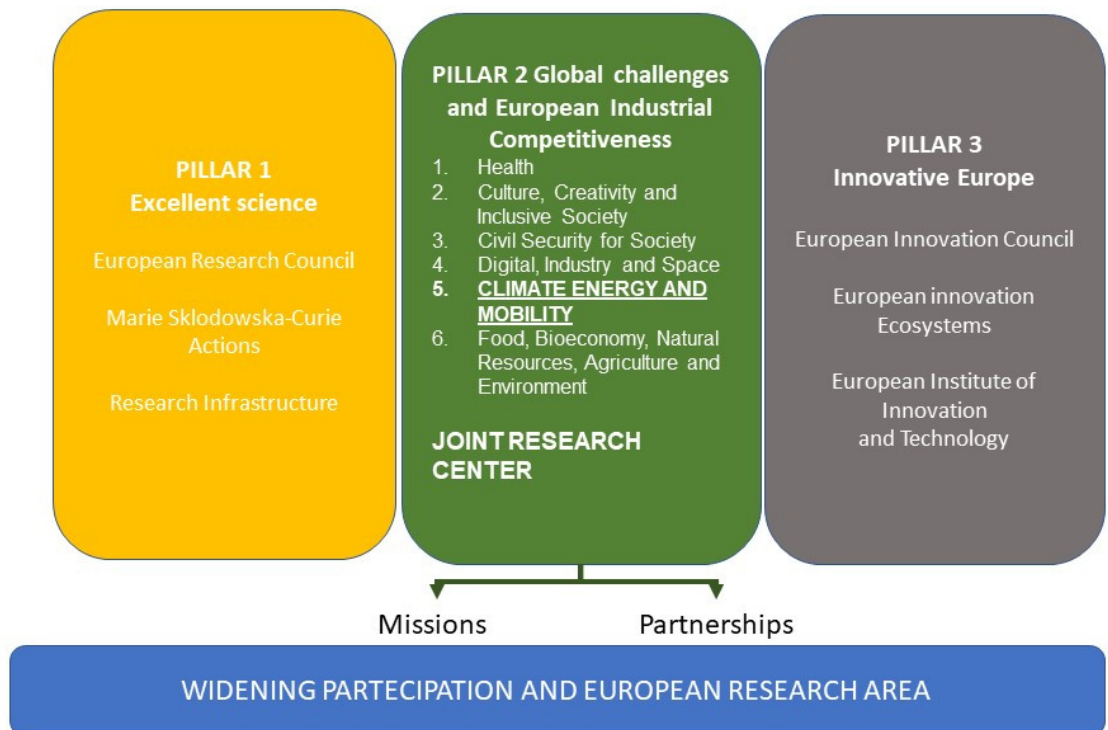 PILLAR 1
Excellent science
European Research Council
Marie Sklodowska-Curie
Actions
Research Infrastructure
PILLAR 2 Global challenges
and European Industrial
Competitiveness
1. Health
2. Culture, Creativity and
Inclusive Society
3. Civil Security for Society
4. Digital, Industry and Space
5. CLIMATE ENERGY AND
MOBILITY
6. Food, Bioeconomy, Natural
Resources, Agriculture and
Environment
JOINT RESEARCH
CENTER
PILLAR 3
Innovative Europe
European Innovation Council
European innovation
Ecosystems
European Institute of
Innovation
and Technology
Missions
Partnerships
WIDENING PARTECIPATION AND EUROPEAN RESEARCH AREA